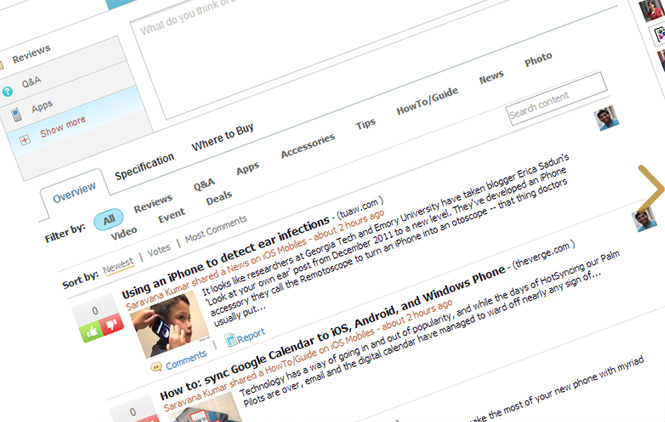 What do you think of
Reviews
Q&A
Apps
Show more
Overview
Specification
Where to Buy
Filter by:
All
Reviews
Q&A
Apps
Accessories
Tips
HowTo/Guide
News
Photo
Video
Event
Deals
Search content
Sort by: Newest | Votes | Most Comments
0
Using an iPhone to detect ear infections - (tuaw.com )
Saravana Kumar shared a News on iOS Mobiles - about 2 hours ago
It looks like researchers at Georgia Tech and Emory University have taken blogger Erica Sadun's
'Look at your own ear' post from December 2011 to a new level. They've developed an iPhone
accessory they call the Remotoscope to turn an iPhone into an otoscope -- that thing doctors
usually put...
Comments | Report
0
How to: sync Google Calendar to iOS, Android, and Windows Phone - (theverge.com )
Saravana Kumar shared a HowTo/Guide on iOS Mobiles - about 2 hours ago
Technology has a way of going in and out of popularity, and while the days of HotSyncing our Palm
Pilots are over, email and the digital calendar have managed to ward off nearly any sign of...
0
make the most of your new phone with myriad